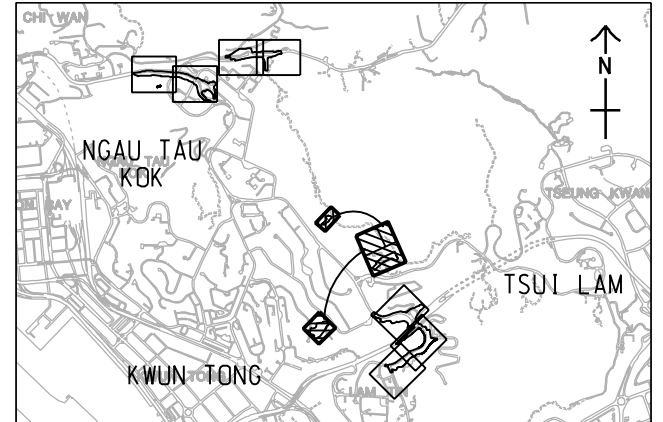 CHI WAN
N
NGAU TAU
KOK
TSEUNG KWAN
TSUI LAM
KWUN TONG